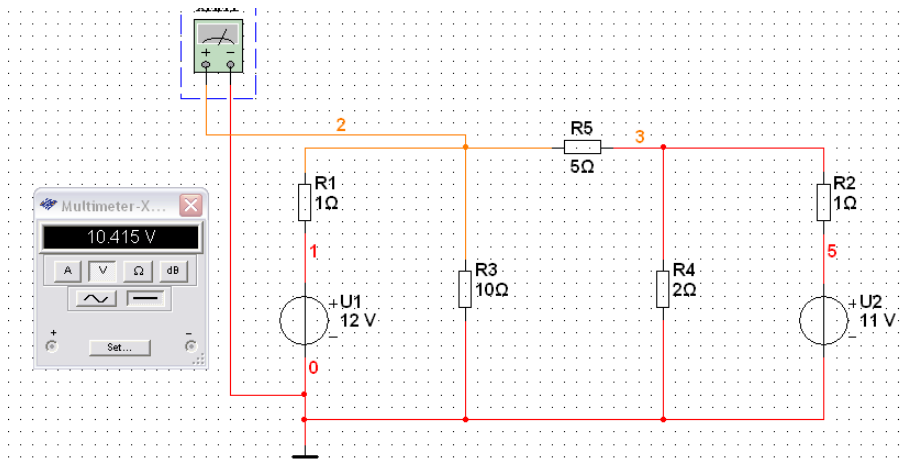 + −
2
R5
3
5Ω
R1
1Ω
R2
1Ω
Multimeter-X...
10.415 V
A V Ω dB
1
5
R3
10Ω
R4
2Ω
+ U1
12 V
−
+ U2
11 V
−
+ −
Set...
0